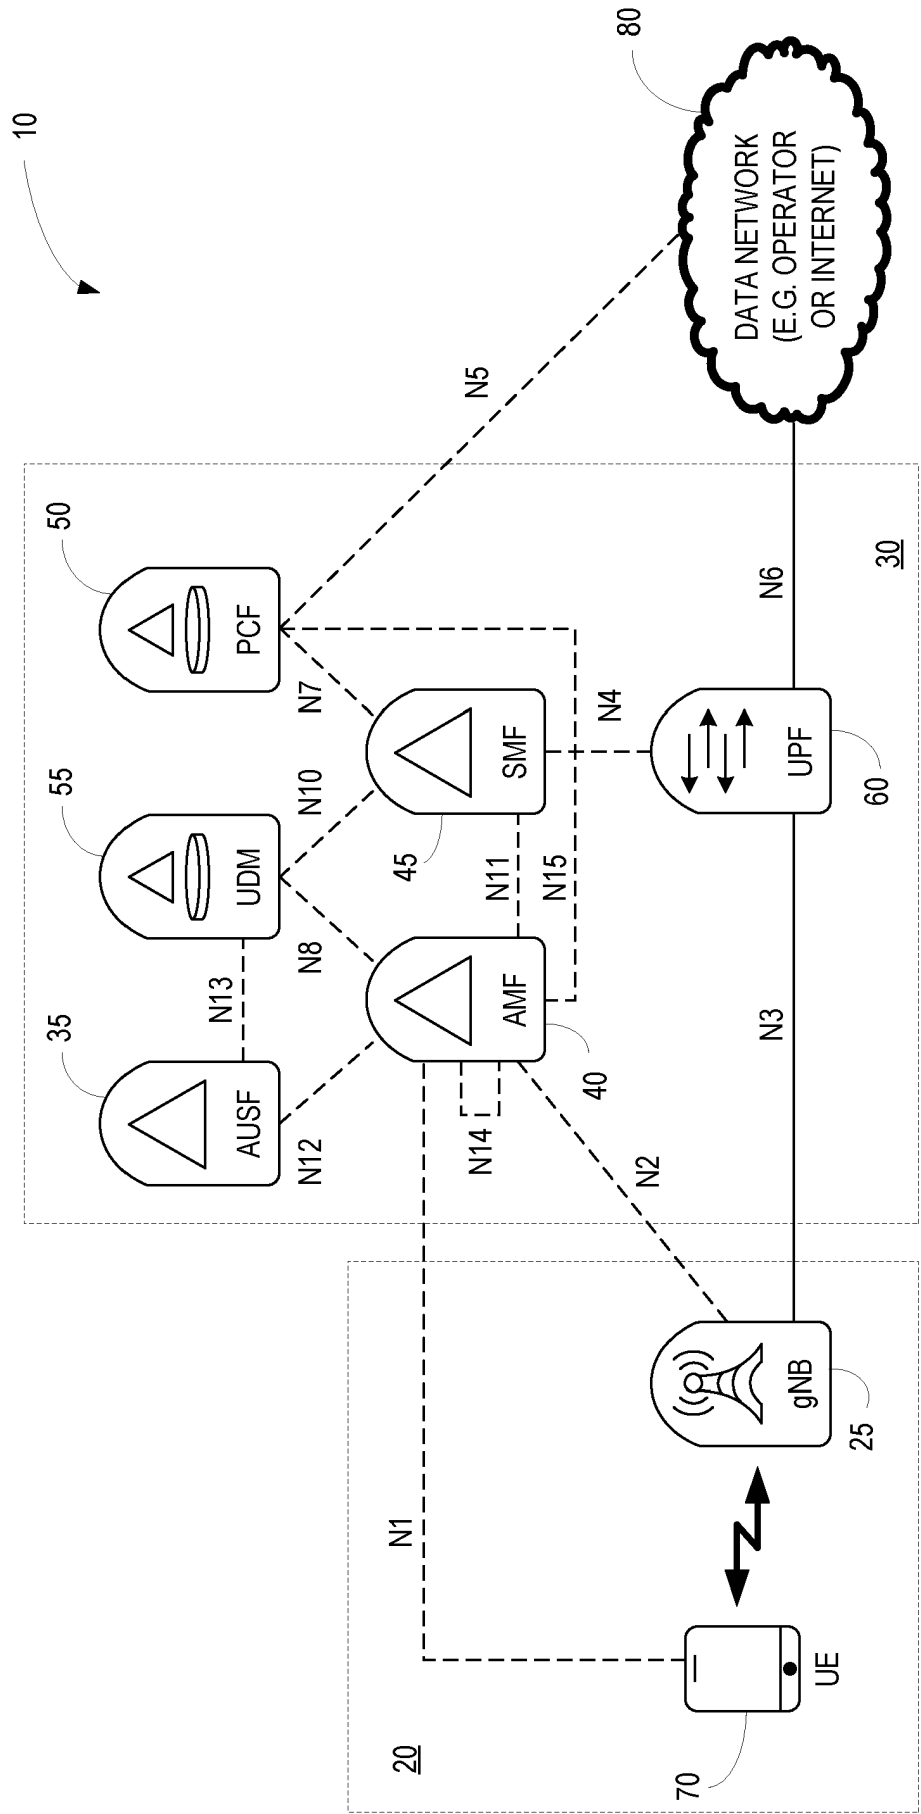 10
35
55
50
80
AUSF
N13
UDM
PCF
N12
N8
N10
N7
N5
N1
N14
AMF
40
N11
45
SMF
N15
N4
N2
DATA NETWORK
(E.G. OPERATOR
OR INTERNET)
20
70
UE
gNB
25
N3
UPF
60
N6
30